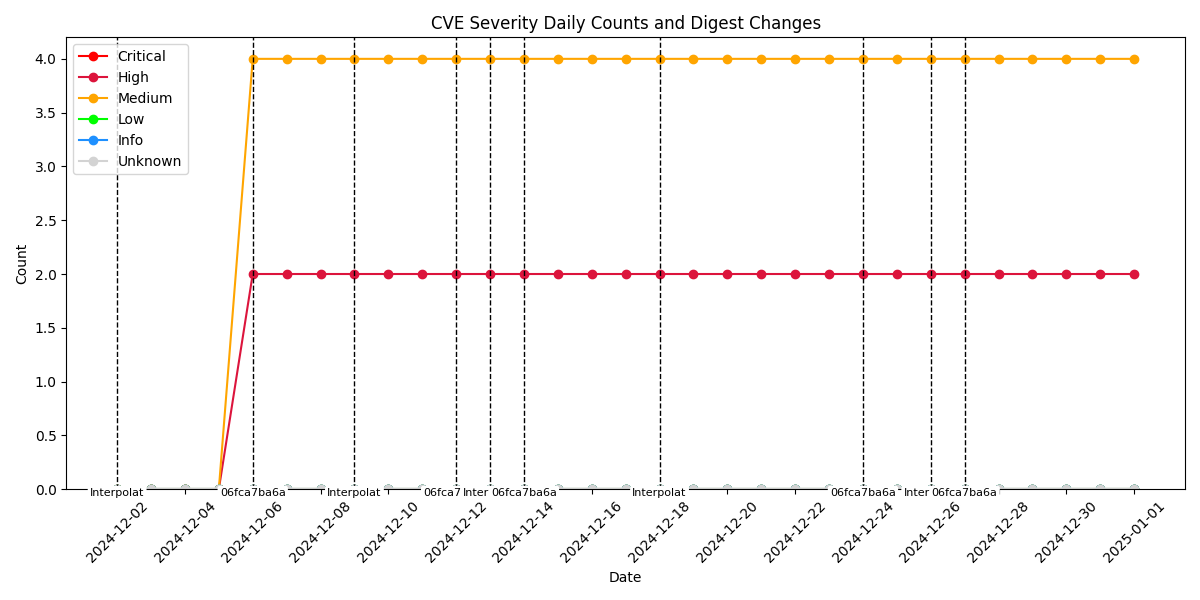 CVE Severity Daily Counts and Digest Changes
Critical
High
Medium
Low
Info
Unknown
Count
4.0
3.5
3.0
2.5
2.0
1.5
1.0
0.5
0.0
Interpolat
06fca7ba6a
Interpolat
06fca7
Inter
06fca7ba6a
Interpolat
06fca7ba6a
Inter
06fca7ba6a
2024-12-02
2024-12-04
2024-12-06
2024-12-08
2024-12-10
2024-12-12
2024-12-14
2024-12-16
2024-12-18
2024-12-20
2024-12-22
2024-12-24
2024-12-26
2024-12-28
2024-12-30
2025-01-01
Date